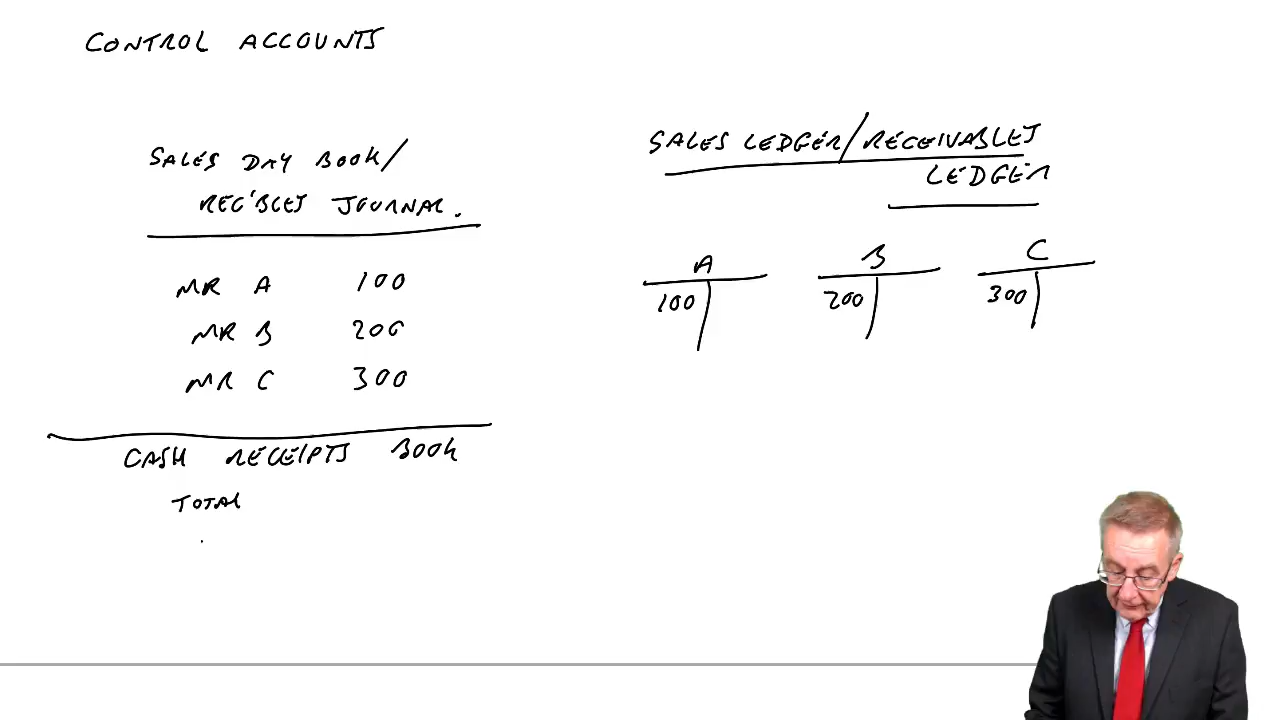 CONTROL ACCOUNTS
SALES DAY BOOK/
REC'BLES JOURNAL.
MR A 100
MR B 200
MR C 300
CASH RECEIPTS BOOK
TOTAL
SALES LEDGER/RECEIVABLES
LEDGER
A B C
100 200 300